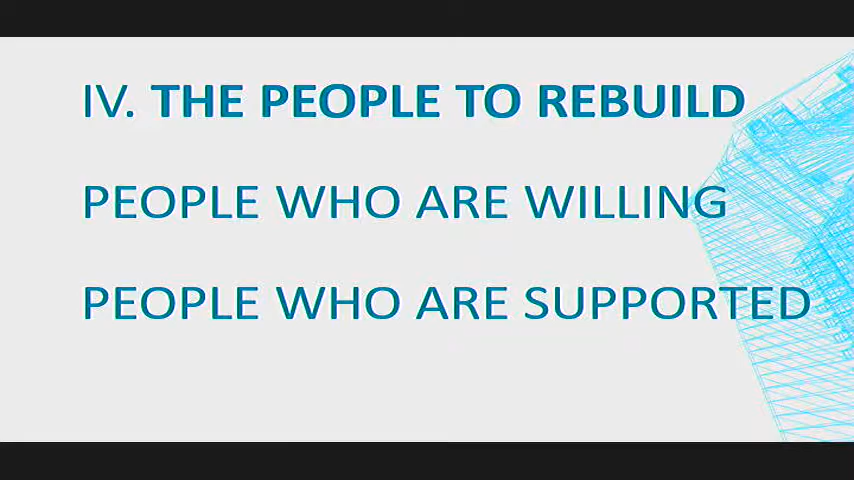 IV. THE PEOPLE TO REBUILD
PEOPLE WHO ARE WILLING
PEOPLE WHO ARE SUPPORTED